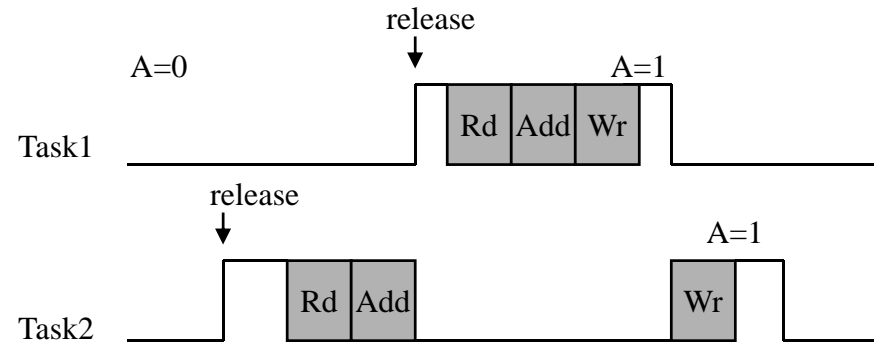 release
A=0 A=1
Task1 Rd Add Wr
release
A=1
Task2 Rd Add Wr